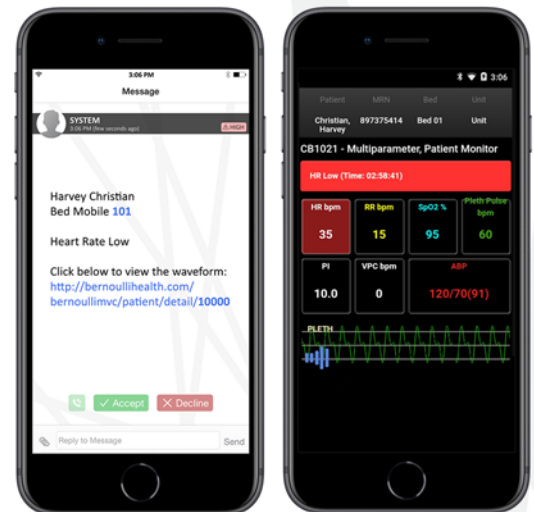 3:06 PM
Message
SYSTEM
3:06 PM (few seconds ago)
HIGH
Harvey Christian
Bed Mobile 101
Heart Rate Low
Click below to view the waveform:
http://bernoullihealth.com/
bernoullimvc/patient/detail/10000
Accept
Decline
Reply to Message
Send
3:06
Patient MRN Bed Unit
Christian, 897375414 Bed 01 Unit
Harvey
CB1021 - Multiparameter, Patient Monitor
HR Low (Time: 02:58:41)
HR bpm RR bpm SpO2 % Pleth Pulse
bpm
35 15 95 60
PI VPC bpm ABP
10.0 0 120/70(91)
PLETH